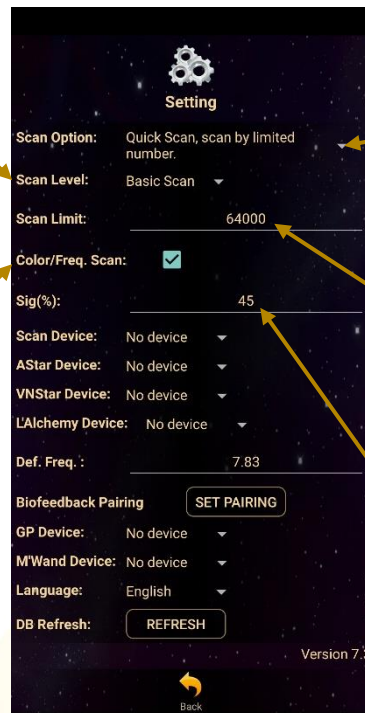 Setting
Scan Option: Quick Scan, scan by limited
number.
Scan Level: Basic Scan
Scan Limit: 64000
Color/Freq. Scan:
Sig(%): 45
Scan Device: No device
AStar Device: No device
VNStar Device: No device
L'Alchemy Device: No device
Def. Freq. : 7.83
Biofeedback Pairing SET PAIRING
GP Device: No device
M'Wand Device: No device
Language: English
DB Refresh: REFRESH
Version 7.
Back